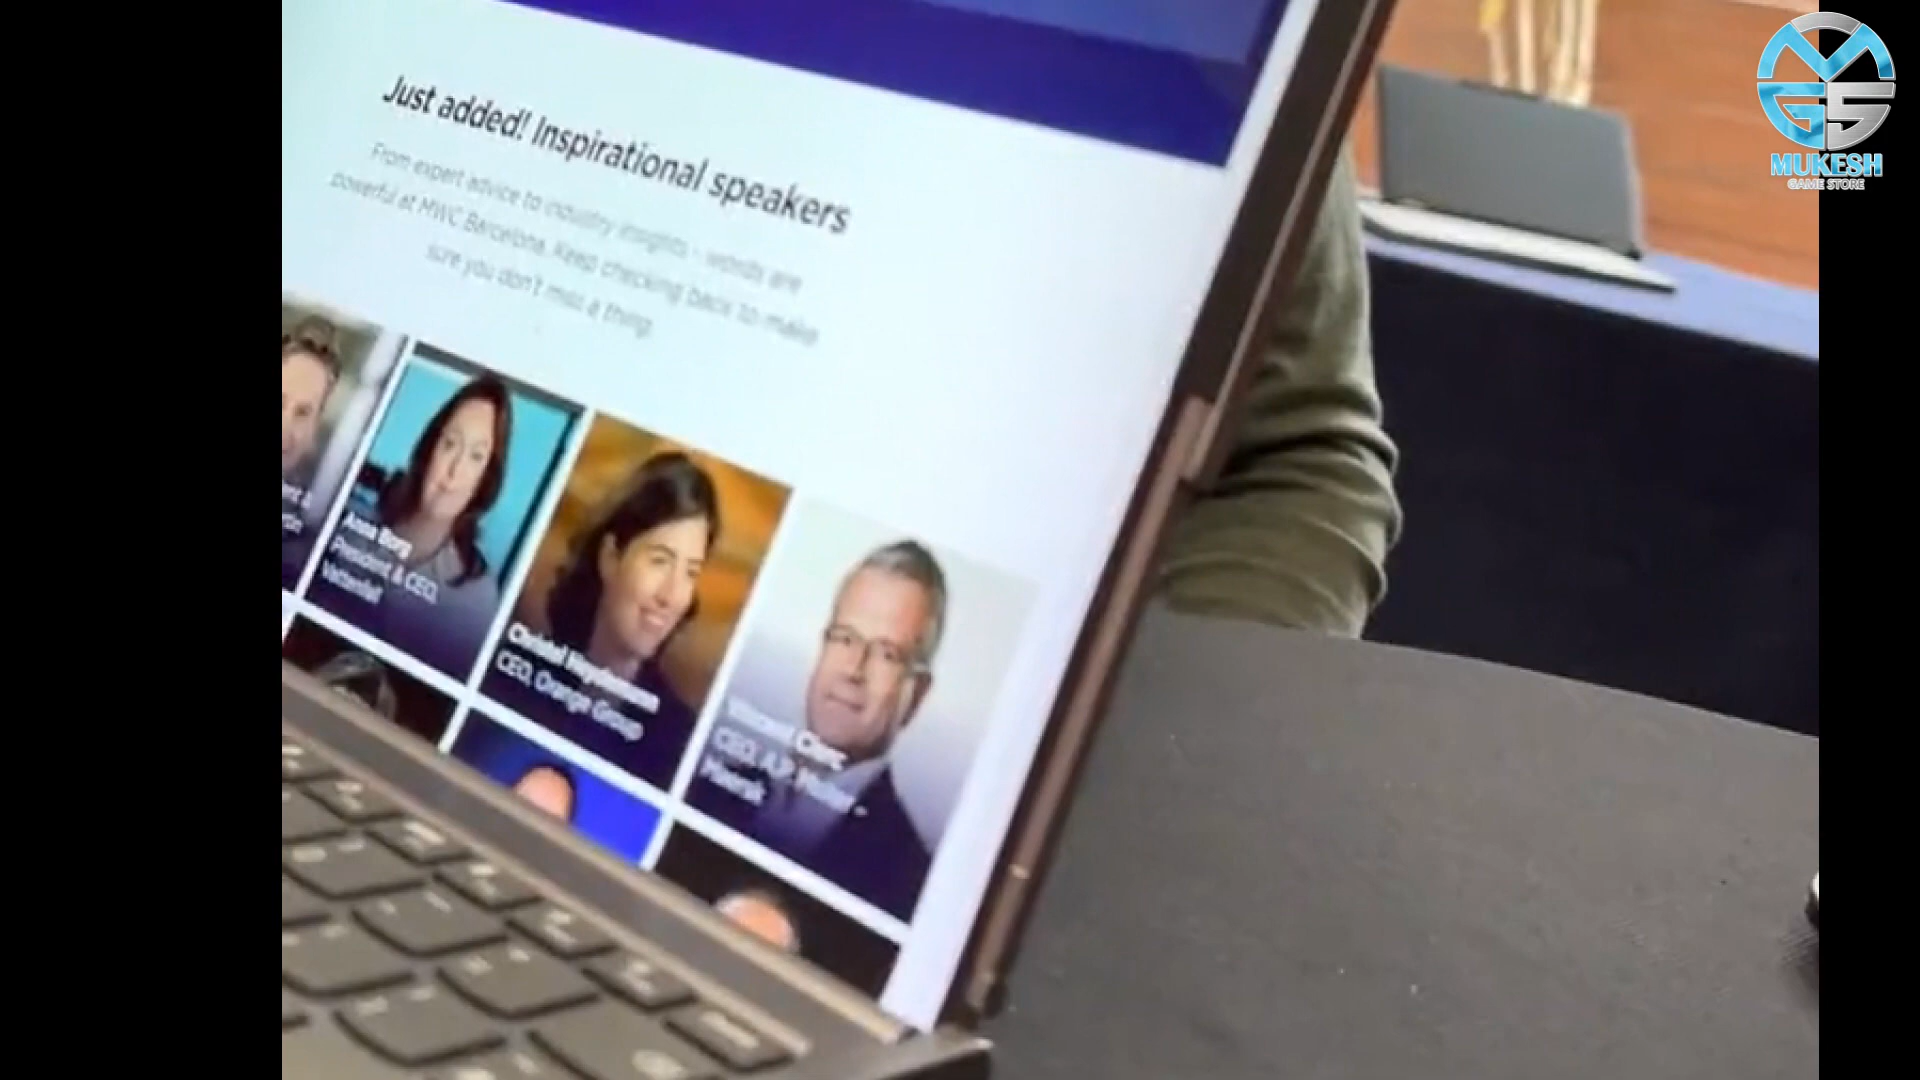 Just added! Inspirational speakers
From expert advice to industry insights - words are
powerful at MWC Barcelona. Keep checking back to make
sure you don't miss a thing.
Anna Borg
President & CEO,
Vattenfall
CEO, Orange Group
Vincent Clerc
CEO, A.P. Moller -
Maersk
MGS
MUKESH
GAME STORE